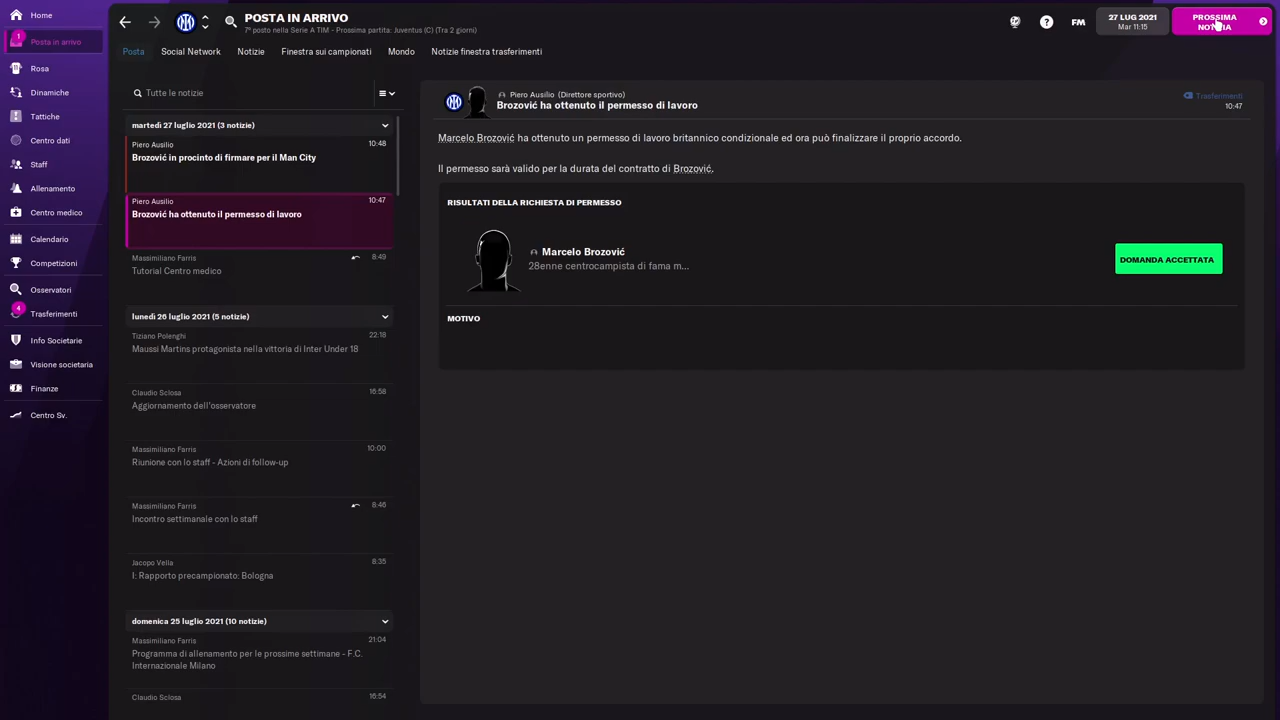 Home
1
Posta in arrivo
Rosa
Dinamiche
Tattiche
Centro dati
Staff
Allenamento
Centro medico
Calendario
Competizioni
Osservatori
4
Trasferimenti
Info Societarie
Visione societaria
Finanze
Centro Sv.
POSTA IN ARRIVO
7º posto nella Serie A TIM - Prossima partita: Juventus (C) (Tra 2 giorni)
?
FM
27 LUG 2021
Mar 11:15
PROSSIMA
NOTIZIA
Posta Social Network Notizie Finestra sui campionati Mondo Notizie finestra trasferimenti
Tutte le notizie
martedì 27 luglio 2021 (3 notizie)
Piero Ausilio 10:48
Brozović in procinto di firmare per il Man City
Piero Ausilio 10:47
Brozović ha ottenuto il permesso di lavoro
Massimiliano Farris 8:49
Tutorial Centro medico
lunedì 26 luglio 2021 (5 notizie)
Tiziano Polenghi 22:18
Maussi Martins protagonista nella vittoria di Inter Under 18
Claudio Sclosa 16:58
Aggiornamento dell'osservatore
Massimiliano Farris 10:00
Riunione con lo staff - Azioni di follow-up
Massimiliano Farris 8:46
Incontro settimanale con lo staff
Jacopo Vella 8:35
I: Rapporto precampionato: Bologna
domenica 25 luglio 2021 (10 notizie)
Massimiliano Farris 21:04
Programma di allenamento per le prossime settimane - F.C.
Internazionale Milano
Claudio Sclosa 16:54
Piero Ausilio (Direttore sportivo)
Brozović ha ottenuto il permesso di lavoro
Trasferimenti
10:47
Marcelo Brozović ha ottenuto un permesso di lavoro britannico condizionale ed ora può finalizzare il proprio accordo.
Il permesso sarà valido per la durata del contratto di Brozović.
RISULTATI DELLA RICHIESTA DI PERMESSO
Marcelo Brozović
28enne centrocampista di fama m...
DOMANDA ACCETTATA
MOTIVO